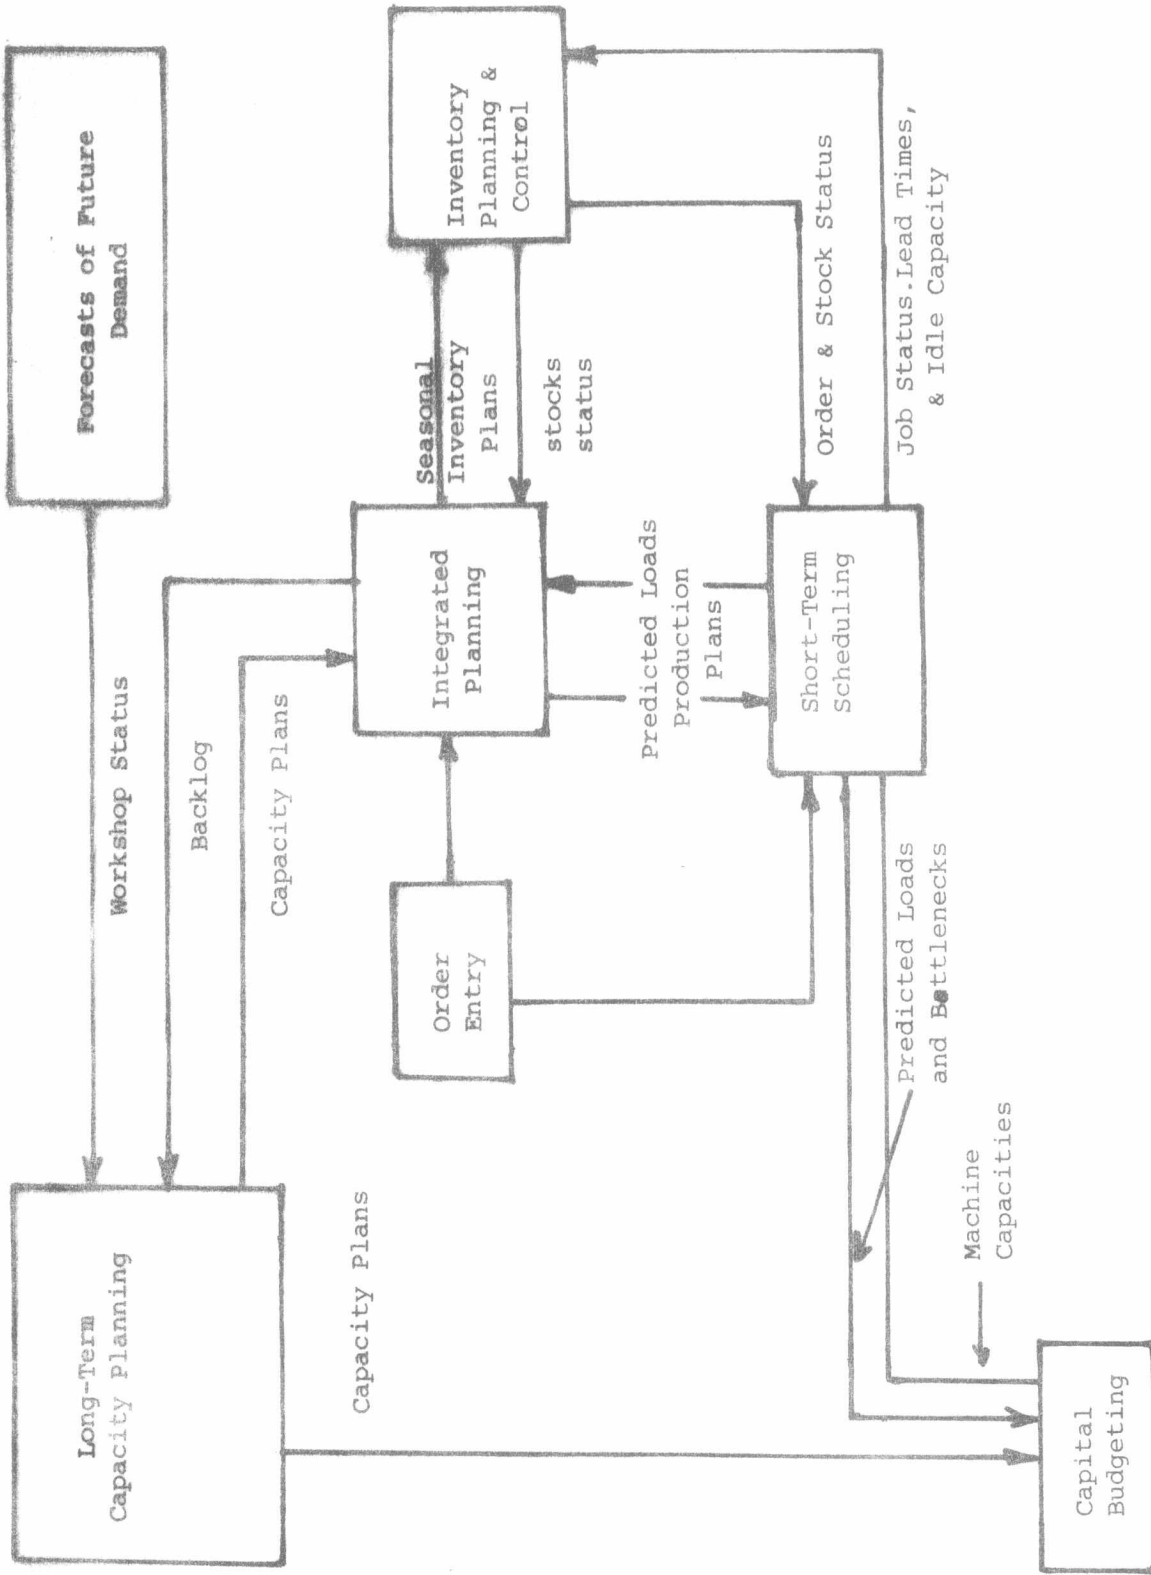 Long-Term
Capacity Planning
Forecasts of Future
Demand
Workshop Status
Backlog
Capacity Plans
Capacity Plans
Order
Entry
Integrated
Planning
Seasonal
Inventory
Plans
stocks
status
Inventory
Planning &
Control
Predicted Loads
Production
Plans
Short-Term
Scheduling
Order & Stock Status
Job Status.Lead Times,
& Idle Capacity
Predicted Loads
and Bottlenecks
Machine
Capacities
Capital
Budgeting